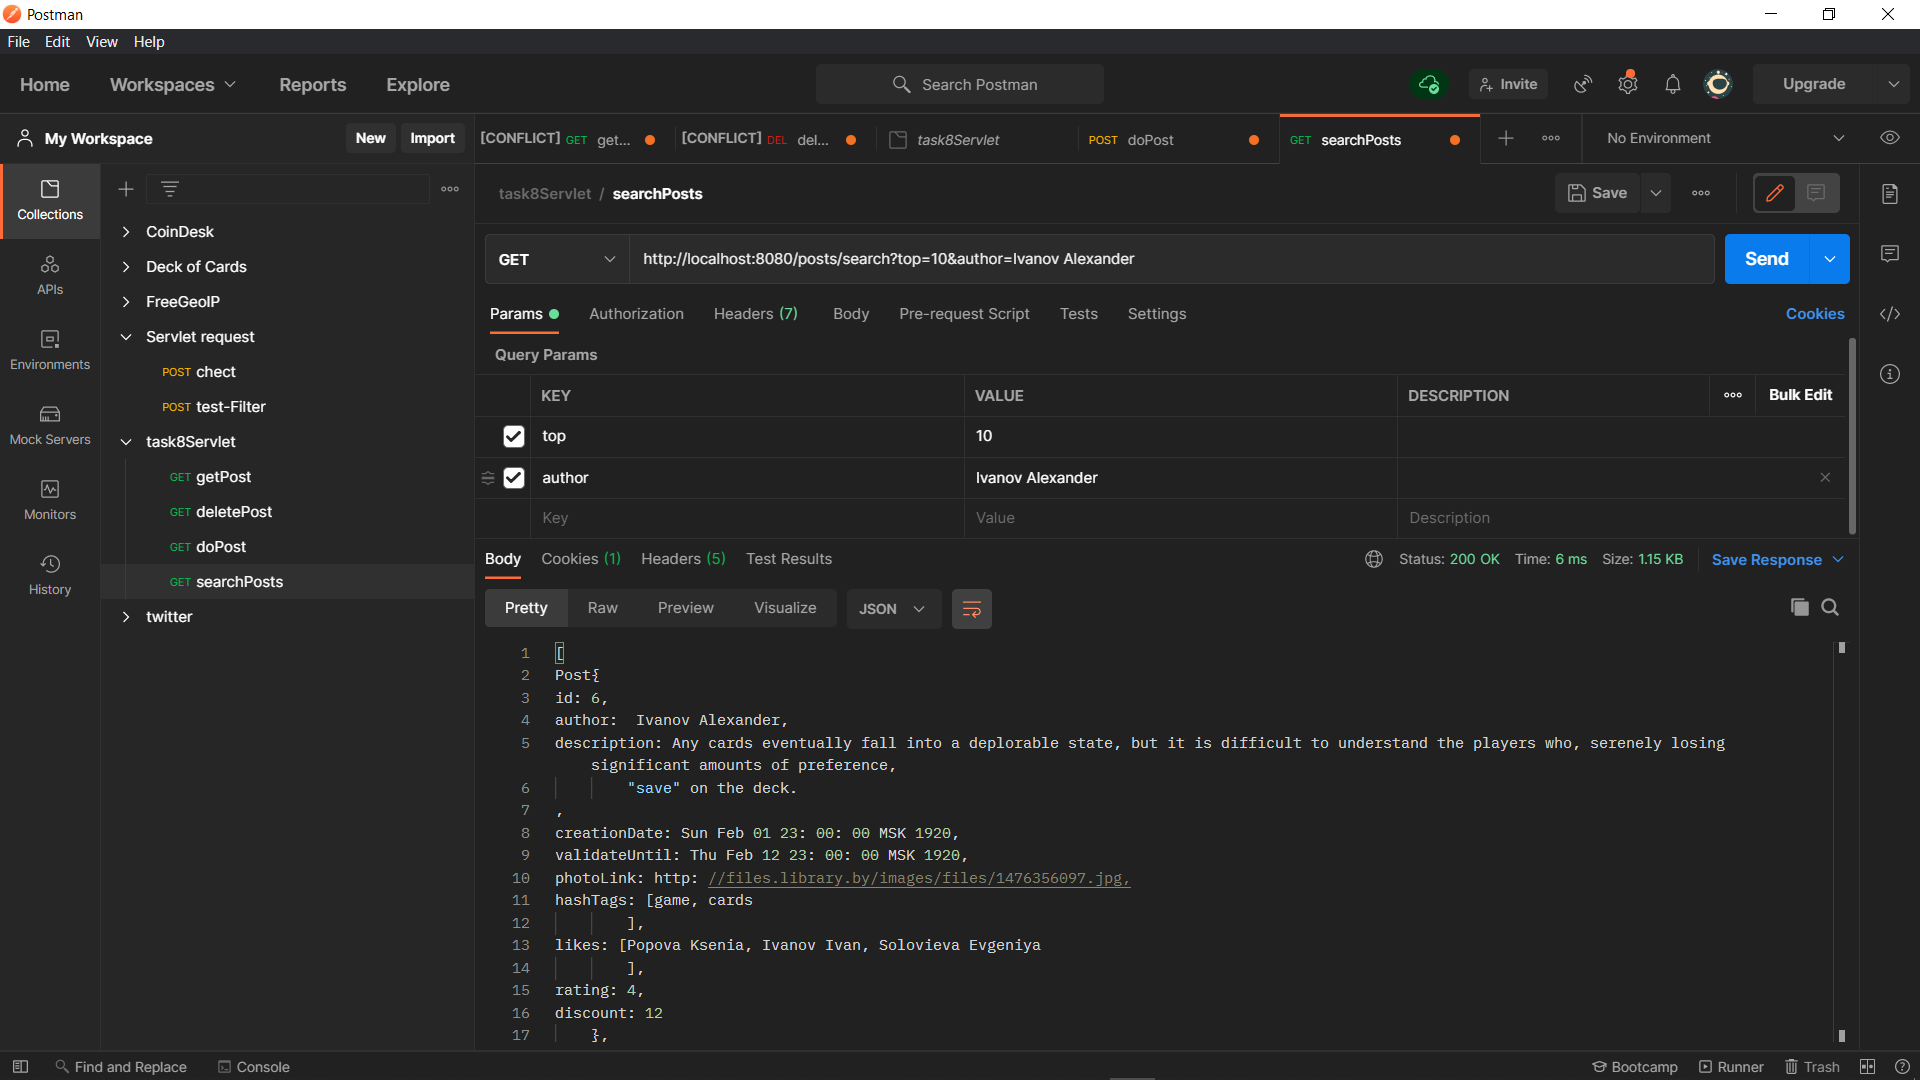 Postman
File Edit View Help
Home Workspaces Reports Explore Search Postman Invite Upgrade
My Workspace New Import [CONFLICT] GET get... [CONFLICT] DEL del... task8Servlet POST doPost GET searchPosts No Environment
Collections
APIs
Environments
Mock Servers
Monitors
History
CoinDesk
Deck of Cards
FreeGeoIP
Servlet request
POST chect
POST test-Filter
task8Servlet
GET getPost
GET deletePost
GET doPost
GET searchPosts
twitter
task8Servlet / searchPosts Save
GET http://localhost:8080/posts/search?top=10&author=Ivanov Alexander Send
Params Authorization Headers (7) Body Pre-request Script Tests Settings Cookies
Query Params
KEY VALUE DESCRIPTION Bulk Edit
top 10
author Ivanov Alexander
Key Value Description
Body Cookies (1) Headers (5) Test Results Status: 200 OK Time: 6 ms Size: 1.15 KB Save Response
Pretty Raw Preview Visualize JSON
1 [
2 Post{
3 id: 6,
4 author:  Ivanov Alexander,
5 description: Any cards eventually fall into a deplorable state, but it is difficult to understand the players who, serenely losing
significant amounts of preference,
6 "save" on the deck.
7 ,
8 creationDate: Sun Feb 01 23: 00: 00 MSK 1920,
9 validateUntil: Thu Feb 12 23: 00: 00 MSK 1920,
10 photoLink: http: //files.library.by/images/files/1476356097.jpg,
11 hashTags: [game, cards
12 ],
13 likes: [Popova Ksenia, Ivanov Ivan, Solovieva Evgeniya
14 ],
15 rating: 4,
16 discount: 12
17 },
Find and Replace Console Bootcamp Runner Trash